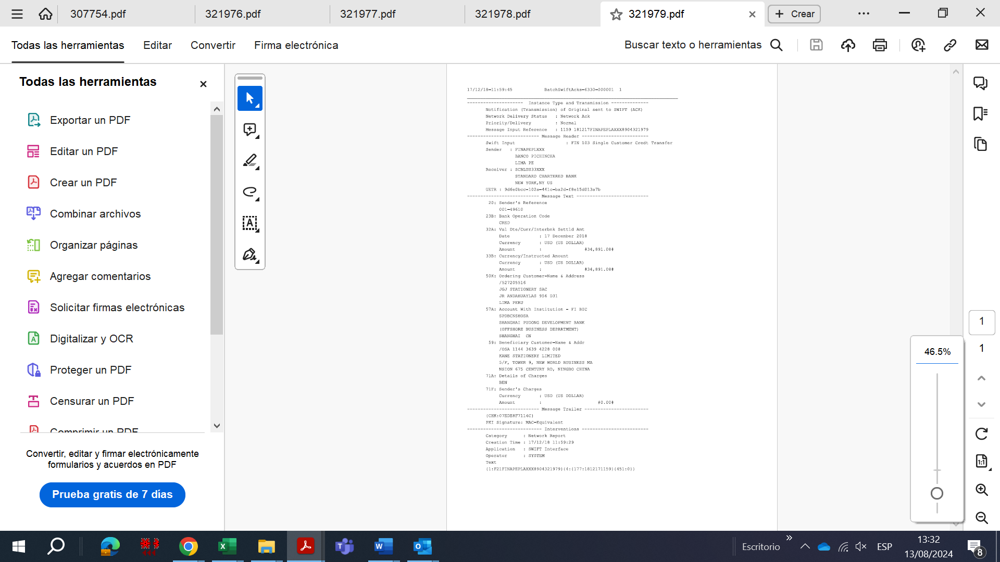 307754.pdf
321976.pdf
321977.pdf
321978.pdf
321979.pdf
Crear
Todas las herramientas
Editar
Convertir
Firma electrónica
Buscar texto o herramientas
Todas las herramientas
Exportar un PDF
Editar un PDF
Crear un PDF
Combinar archivos
Organizar páginas
Agregar comentarios
Solicitar firmas electrónicas
Digitalizar y OCR
Proteger un PDF
Censurar un PDF
Comprimir un PDF
Convertir, editar y firmar electrónicamente
formularios y acuerdos en PDF
Prueba gratis de 7 días
17/12/18-11:59:45 BatchSwiftAcks-6330-000001 1
--------------------- Instance Type and Transmission --------------
Notification (Transmission) of Original sent to SWIFT (ACK)
Network Delivery Status : Network Ack
Priority/Delivery : Normal
Message Input Reference : 1159 181217FINAPEPLAXXX8904321979
--------------------------- Message Header -------------------------
Swift Input : FIN 103 Single Customer Credt Transfer
Sender : FINAPEPLXXX
BANCO PICHINCHA
LIMA PE
Receiver : SCBLUS33XXX
STANDARD CHARTERED BANK
NEW YORK,NY US
UETR : 9d6e0bcc-102a-441c-ba2d-f8e15d013a7b
--------------------------- Message Text ---------------------------
20: Sender's Reference
001-49610
23B: Bank Operation Code
CRED
32A: Val Dte/Curr/Interbnk Settld Amt
Date : 17 December 2018
Currency : USD (US DOLLAR)
Amount : #34,891.08#
33B: Currency/Instructed Amount
Currency : USD (US DOLLAR)
Amount : #34,891.08#
50K: Ordering Customer-Name & Address
/527205516
JGJ STATIONERY SAC
JR ANDAHUAYLAS 956 D31
LIMA PERU
57A: Account With Institution - FI BIC
SPDBCNSHOSA
SHANGHAI PUDONG DEVELOPMENT BANK
(OFFSHORE BUSINESS DEPARTMENT)
SHANGHAI CN
59: Beneficiary Customer-Name & Addr
/OSA 1144 3639 4228 008
KANE STATIONERY LIMITED
5/F, TOWER 9, NEW WORLD BUSINESS MA
NSION 675 CENTURY RD, NINGBO CHINA
71A: Details of Charges
BEN
71F: Sender's Charges
Currency : USD (US DOLLAR)
Amount : #0.00#
--------------------------- Message Trailer ------------------------
{CHK:07EDE8F7114C}
PKI Signature: MAC-Equivalent
---------------------------- Interventions -------------------------
Category : Network Report
Creation Time : 17/12/18 11:59:29
Application : SWIFT Interface
Operator : SYSTEM
Text
{1:F21FINAPEPLAXXX8904321979}{4:{177:1812171159}{451:0}}
1
1
46.5%
Escritorio
ESP
13:32
13/08/2024
8